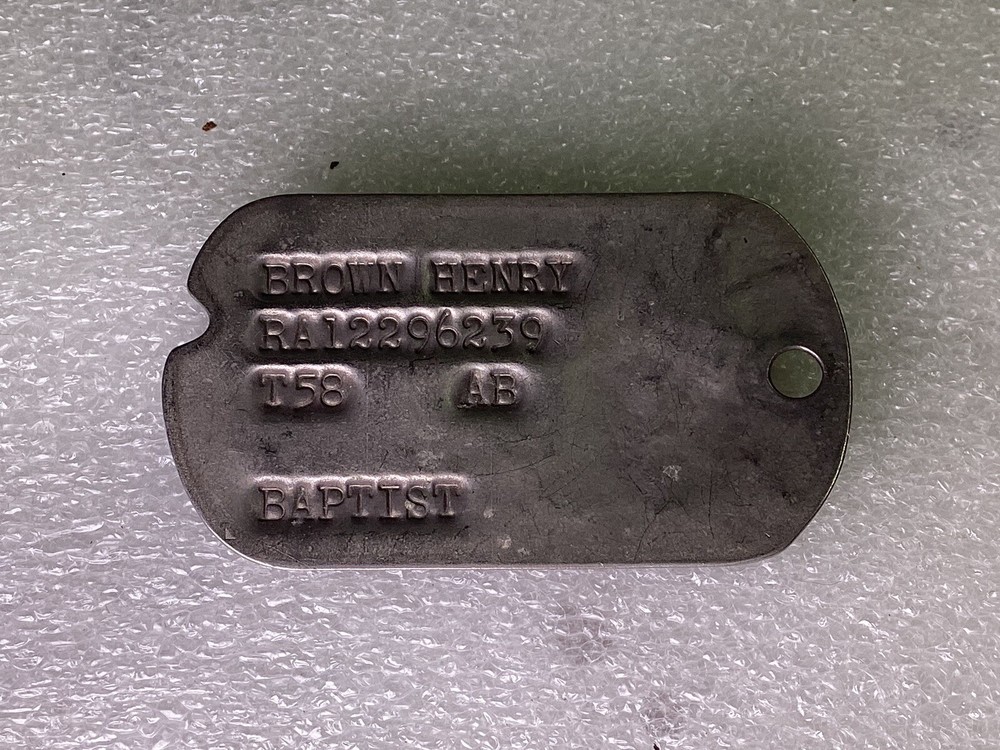 BROWN HENRY
RA12296239
T58 AB
BAPTIST